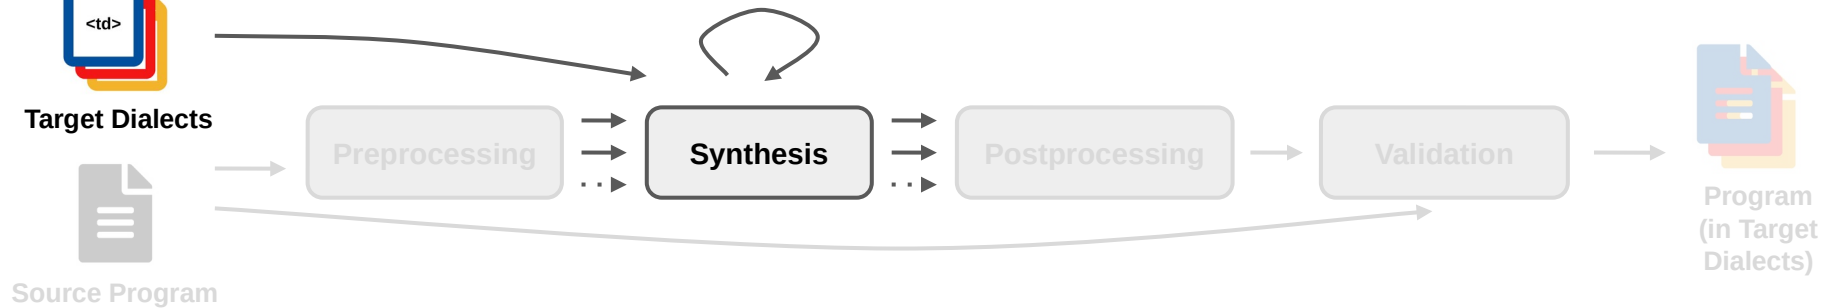 <td>
Target Dialects
Preprocessing
Synthesis
Postprocessing
Validation
Program
(in Target
Dialects)
Source Program